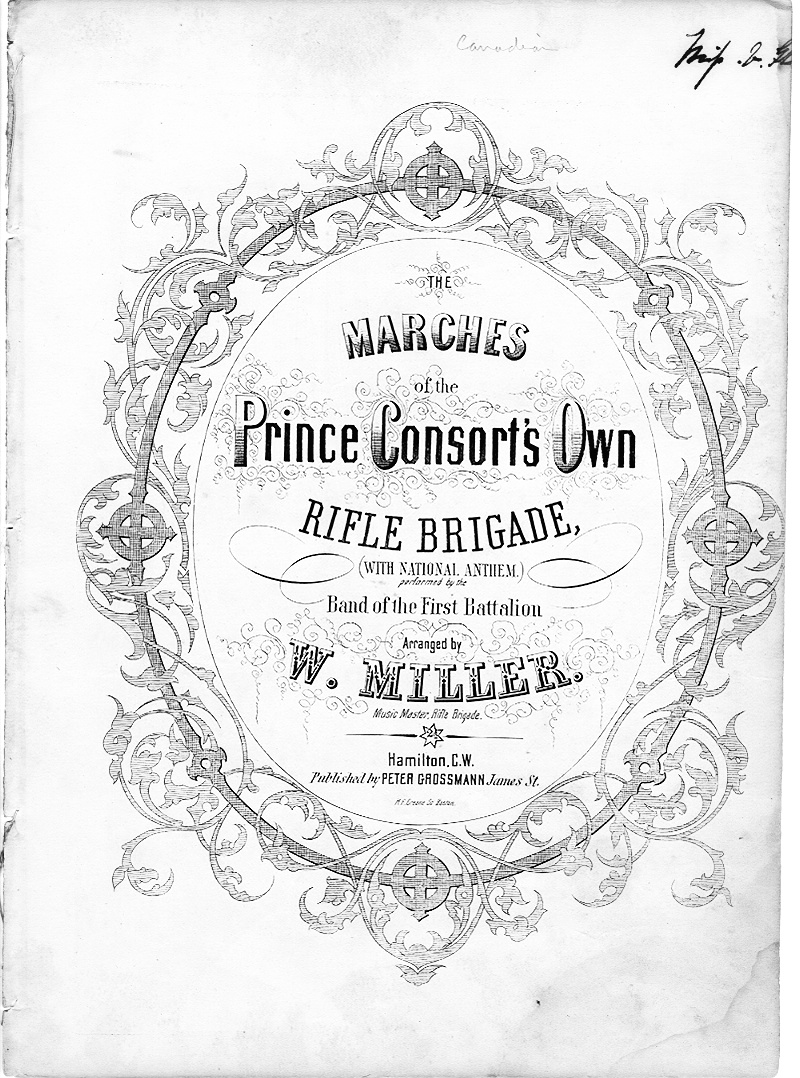 Canadian
THE
MARCHES
of the
Prince Consort's Own
RIFLE BRIGADE,
(WITH NATIONAL ANTHEM.)
performed by the
Band of the First Battalion
Arranged by
W. MILLER.
Music Master, Rifle Brigade.
2
Hamilton, C.W.
Published by PETER GROSSMANN James St.